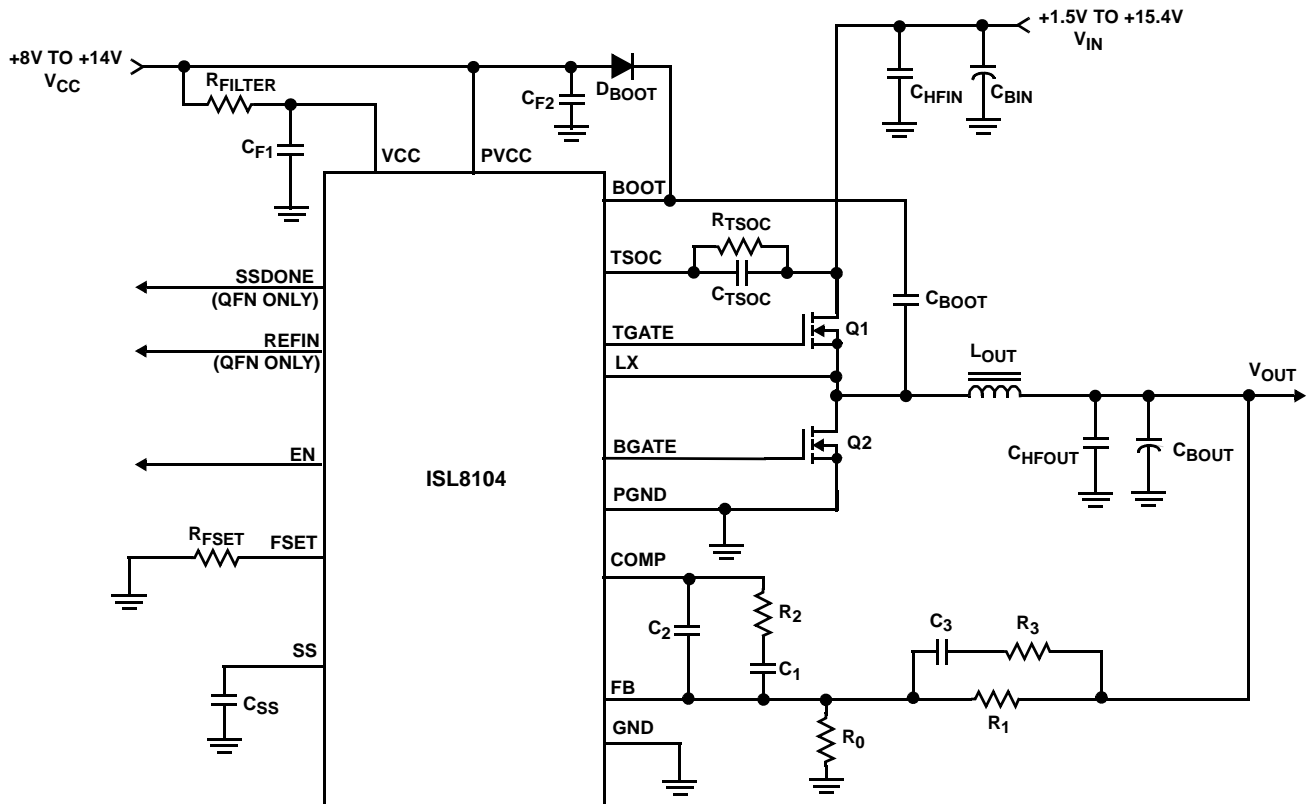 +1.5V TO +15.4V
VIN
+8V TO +14V
VCC
RFILTER
CF1
CF2
DBOOT
CHFIN
CBIN
VCC
PVCC
BOOT
RTSOC
TSOC
CTSOC
CBOOT
SSDONE
(QFN ONLY)
TGATE
Q1
REFIN
(QFN ONLY)
LX
LOUT
VOUT
EN
BGATE
Q2
CHFOUT
CBOUT
ISL8104
PGND
RFSET
FSET
COMP
C2
R2
C1
C3
R3
SS
CSS
FB
R1
GND
R0